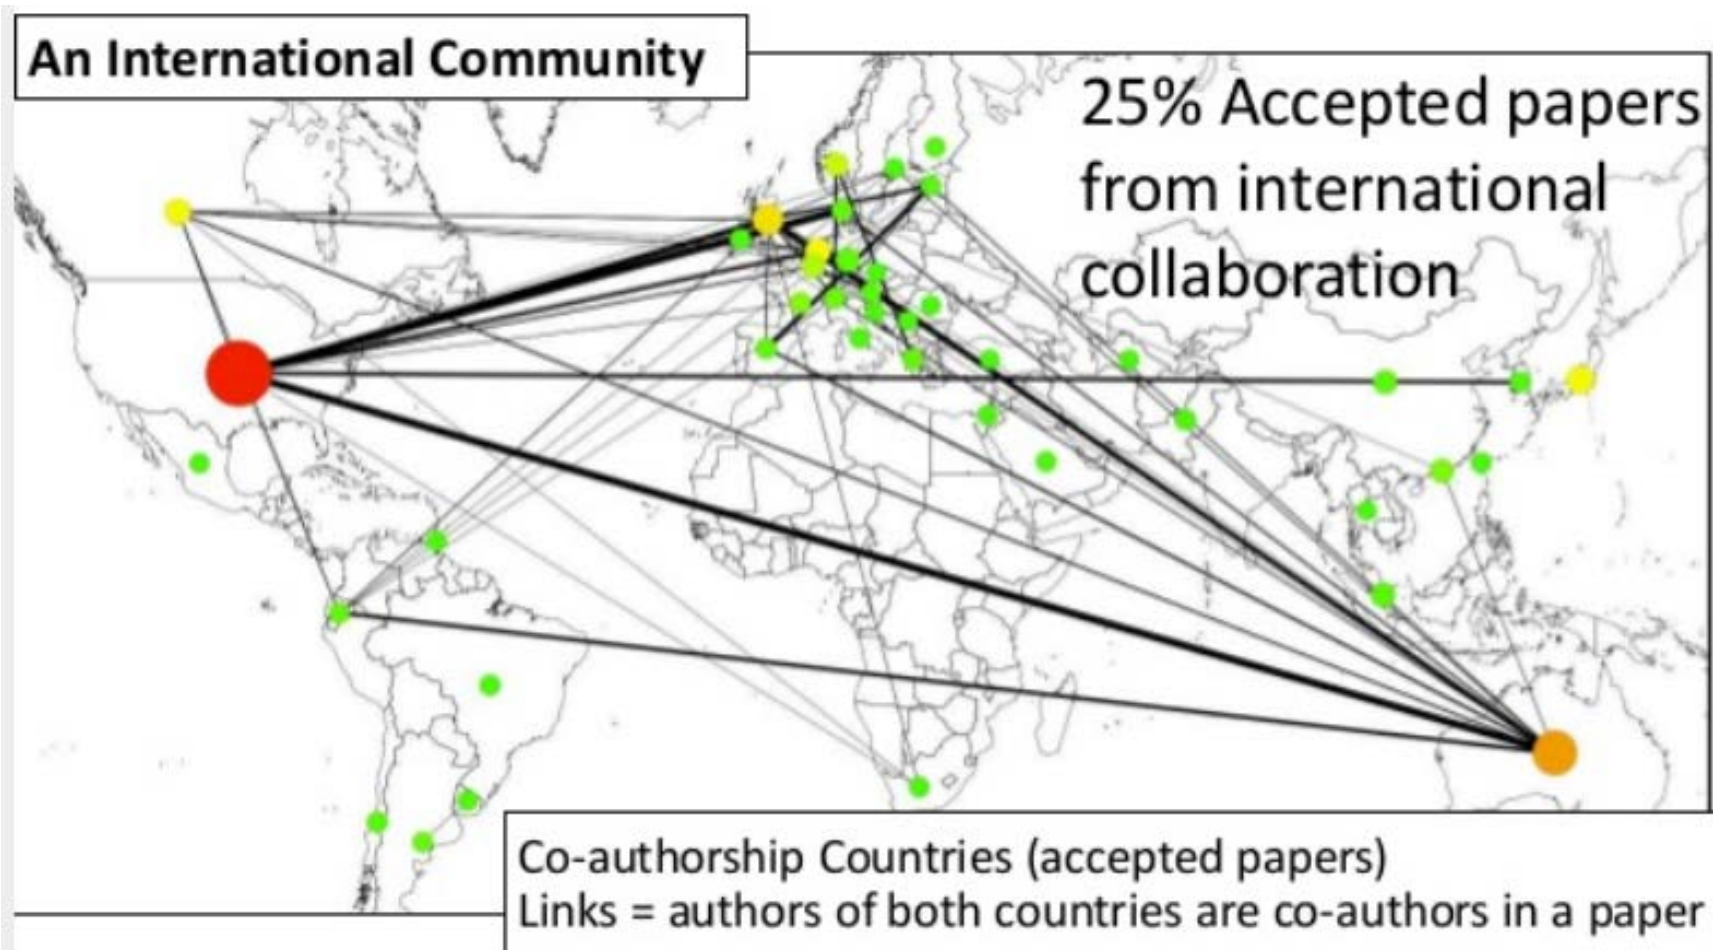 An International Community
25% Accepted papers
from international
collaboration
Co-authorship Countries (accepted papers)
Links = authors of both countries are co-authors in a paper